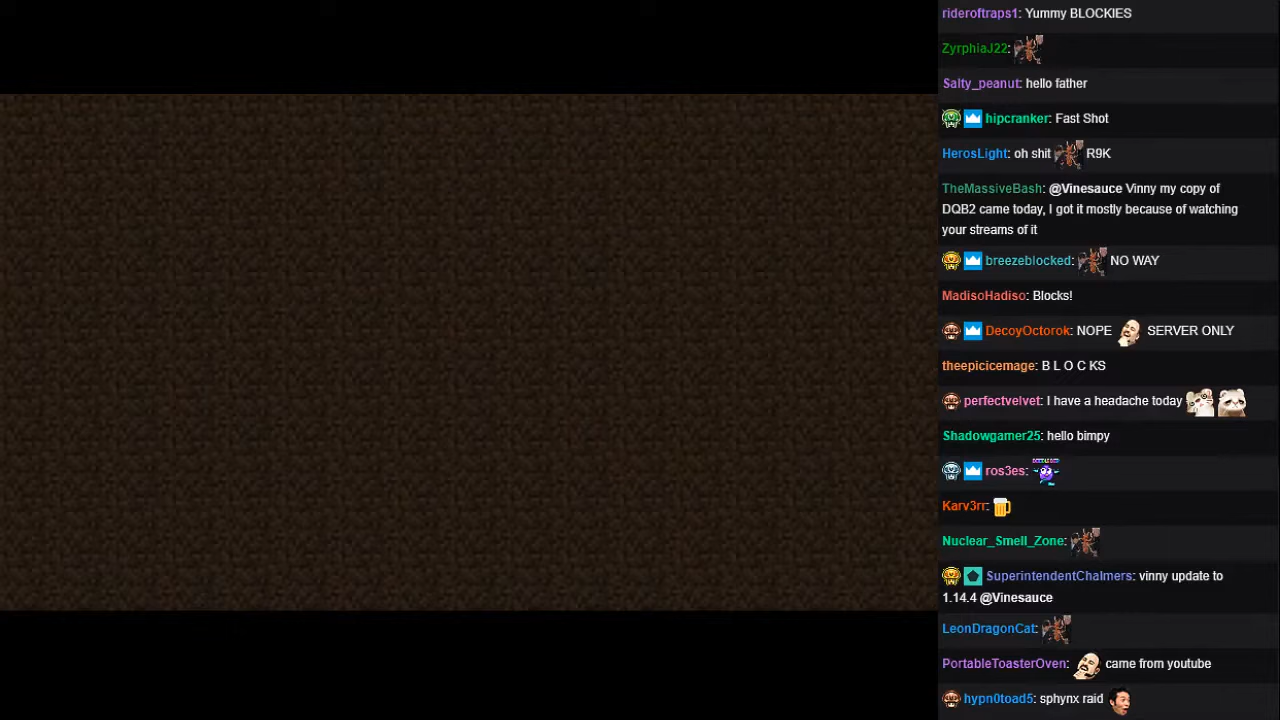 rideroftraps1: Yummy BLOCKIES
ZyrphiaJ22:
Salty_peanut: hello father
hipcranker: Fast Shot
HerosLight: oh shit R9K
TheMassiveBash: @Vinesauce Vinny my copy of
DQB2 came today, I got it mostly because of watching
your streams of it
breezeblocked: NO WAY
MadisoHadiso: Blocks!
DecoyOctorok: NOPE SERVER ONLY
theepicicemage: B L O C KS
perfectvelvet: I have a headache today
Shadowgamer25: hello bimpy
ros3es:
Karv3rr:
Nuclear_Smell_Zone:
SuperintendentChalmers: vinny update to
1.14.4 @Vinesauce
LeonDragonCat:
PortableToasterOven: came from youtube
hypn0toad5: sphynx raid